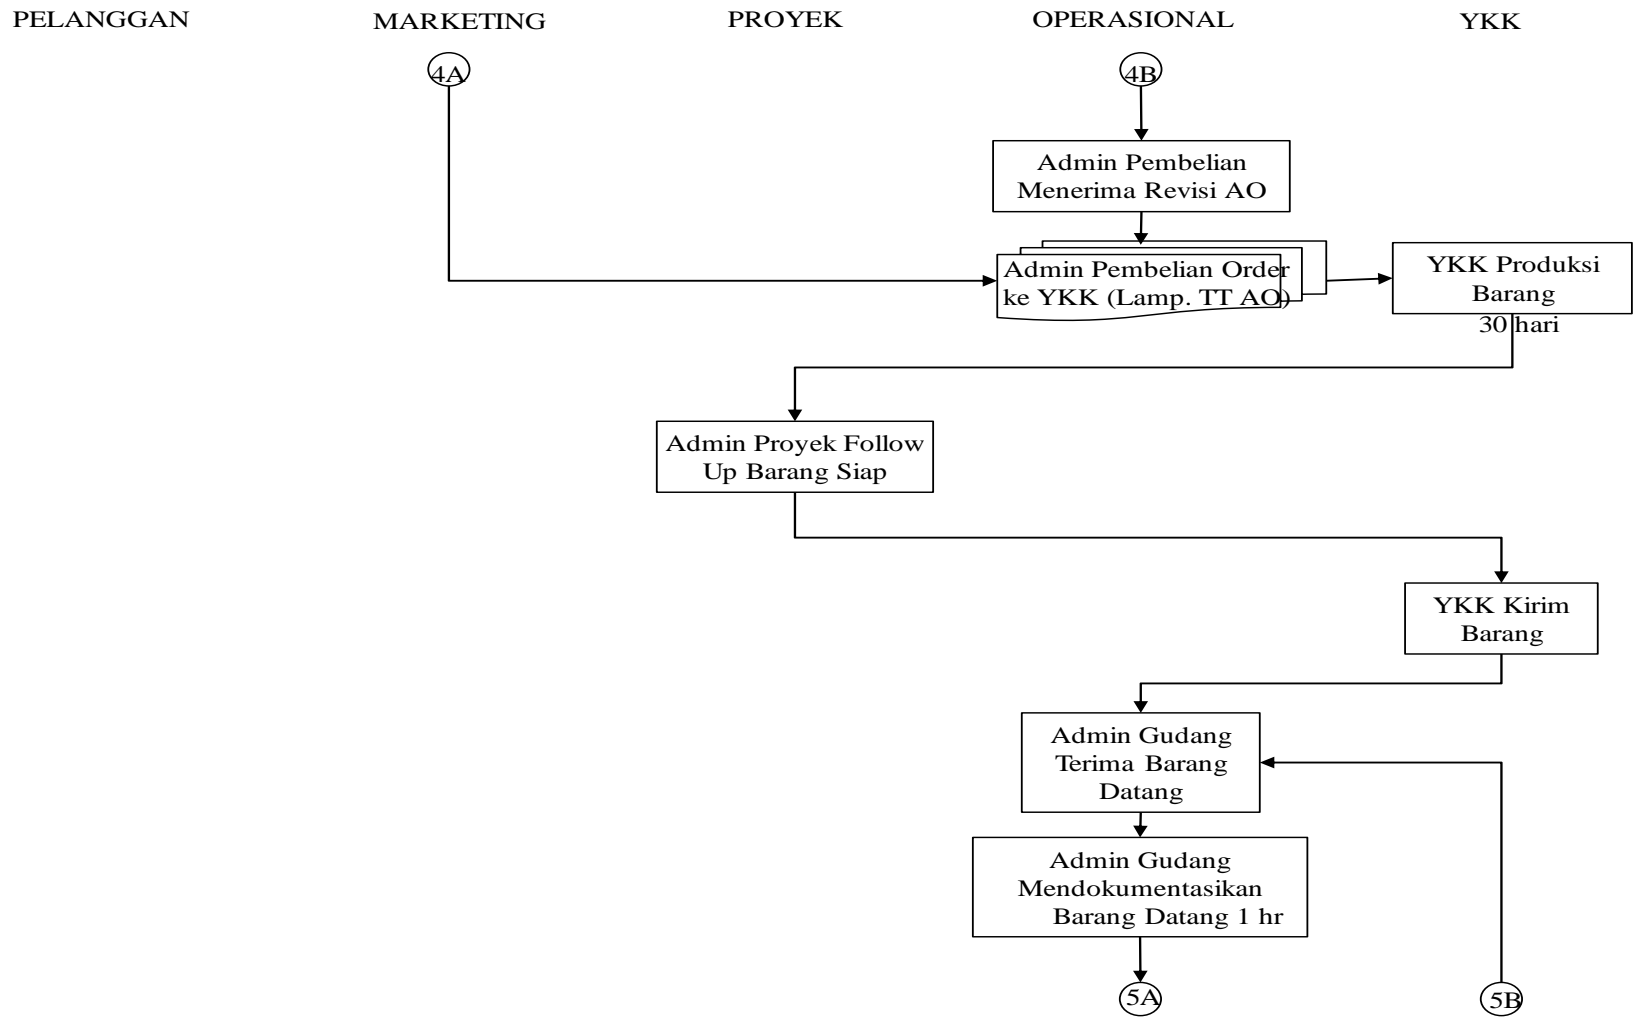 PELANGGAN
MARKETING
PROYEK
OPERASIONAL
YKK
4A
4B
Admin Pembelian
Menerima Revisi AO
Admin Pembelian Order
ke YKK (Lamp. TT AO)
YKK Produksi
Barang
30 hari
Admin Proyek Follow
Up Barang Siap
YKK Kirim
Barang
Admin Gudang
Terima Barang
Datang
Admin Gudang
Mendokumentasikan
Barang Datang 1 hr
5A
5B